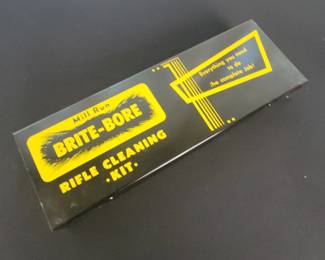 Mill Run
BRITE-BORE
RIFLE CLEANING
•KIT•
Everything you need
to do
the complete Job!